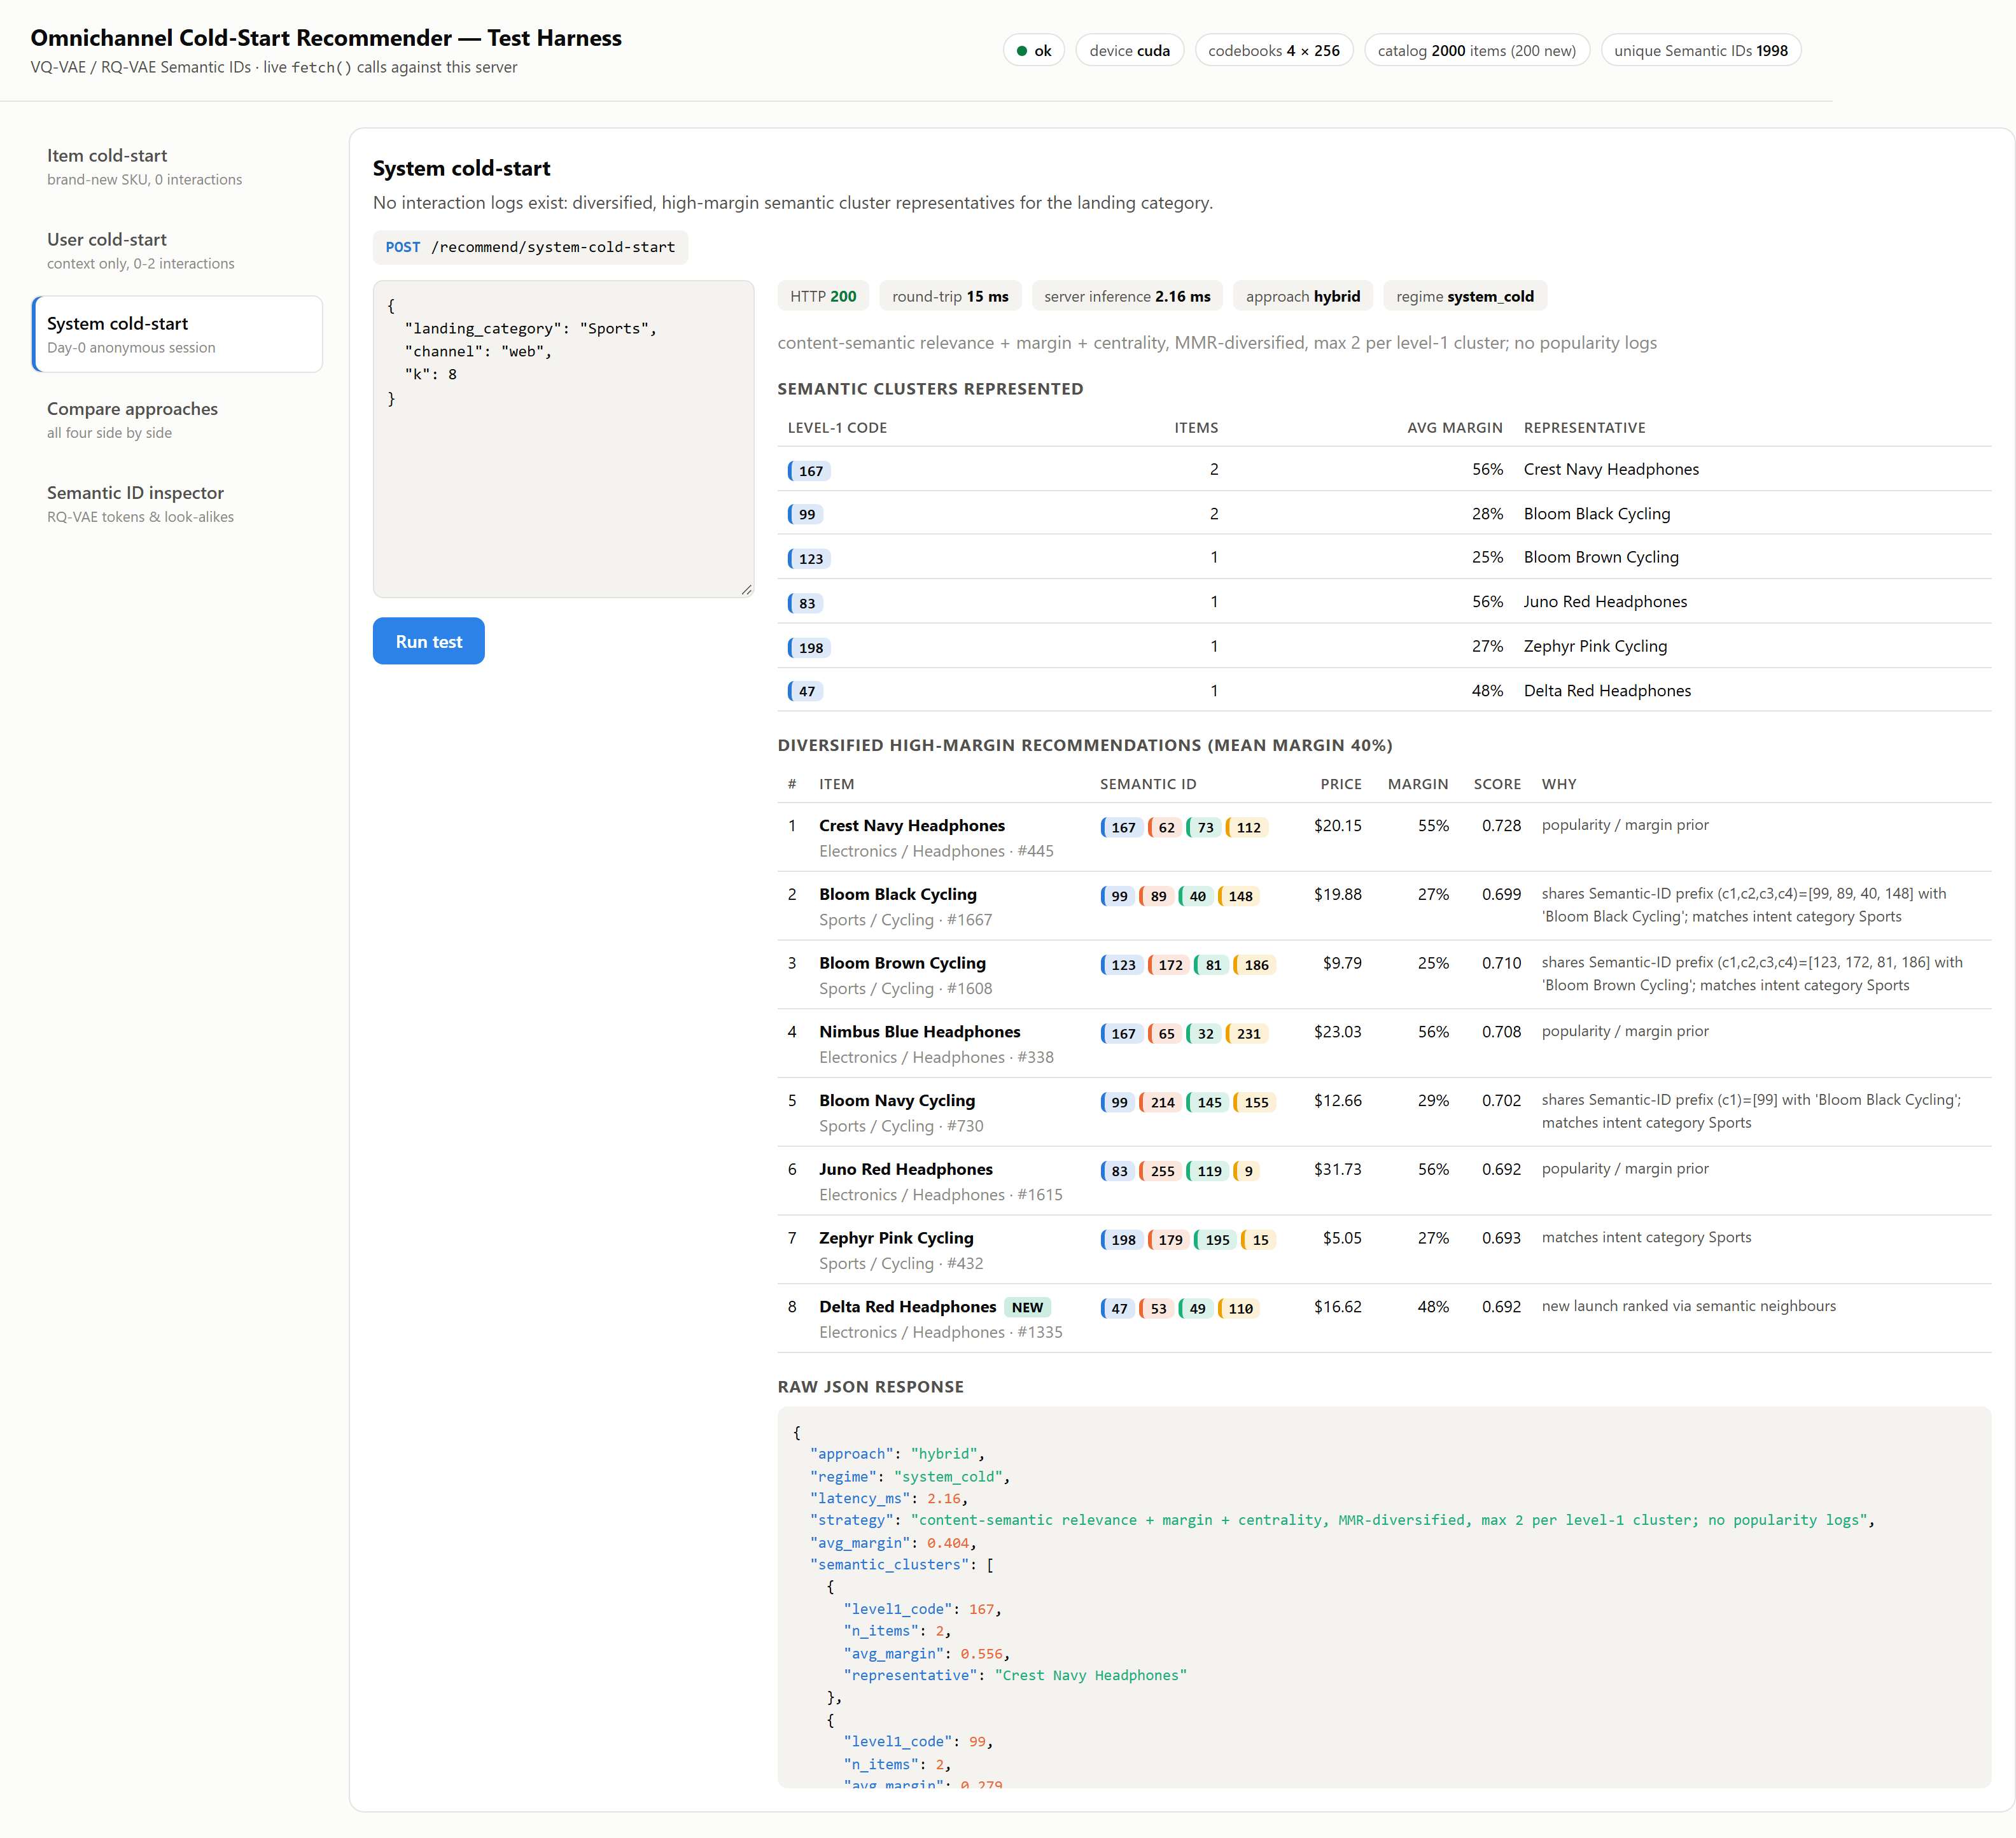 Omnichannel Cold-Start Recommender — Test Harness
VQ-VAE / RQ-VAE Semantic IDs · live fetch() calls against this server
ok
device cuda
codebooks 4 × 256
catalog 2000 items (200 new)
unique Semantic IDs 1998
Item cold-start
brand-new SKU, 0 interactions
User cold-start
context only, 0-2 interactions
System cold-start
Day-0 anonymous session
Compare approaches
all four side by side
Semantic ID inspector
RQ-VAE tokens & look-alikes
System cold-start
No interaction logs exist: diversified, high-margin semantic cluster representatives for the landing category.
POST /recommend/system-cold-start
{
"landing_category": "Sports",
"channel": "web",
"k": 8
}
Run test
HTTP 200
round-trip 15 ms
server inference 2.16 ms
approach hybrid
regime system_cold
content-semantic relevance + margin + centrality, MMR-diversified, max 2 per level-1 cluster; no popularity logs
SEMANTIC CLUSTERS REPRESENTED
LEVEL-1 CODE ITEMS AVG MARGIN REPRESENTATIVE
167 2 56% Crest Navy Headphones
99 2 28% Bloom Black Cycling
123 1 25% Bloom Brown Cycling
83 1 56% Juno Red Headphones
198 1 27% Zephyr Pink Cycling
47 1 48% Delta Red Headphones
DIVERSIFIED HIGH-MARGIN RECOMMENDATIONS (MEAN MARGIN 40%)
# ITEM SEMANTIC ID PRICE MARGIN SCORE WHY
1 Crest Navy Headphones 167 62 73 112 $20.15 55% 0.728 popularity / margin prior
Electronics / Headphones · #445
2 Bloom Black Cycling 99 89 40 148 $19.88 27% 0.699 shares Semantic-ID prefix (c1,c2,c3,c4)=[99, 89, 40, 148] with
Sports / Cycling · #1667 'Bloom Black Cycling'; matches intent category Sports
3 Bloom Brown Cycling 123 172 81 186 $9.79 25% 0.710 shares Semantic-ID prefix (c1,c2,c3,c4)=[123, 172, 81, 186] with
Sports / Cycling · #1608 'Bloom Brown Cycling'; matches intent category Sports
4 Nimbus Blue Headphones 167 65 32 231 $23.03 56% 0.708 popularity / margin prior
Electronics / Headphones · #338
5 Bloom Navy Cycling 99 214 145 155 $12.66 29% 0.702 shares Semantic-ID prefix (c1)=[99] with 'Bloom Black Cycling';
Sports / Cycling · #730 matches intent category Sports
6 Juno Red Headphones 83 255 119 9 $31.73 56% 0.692 popularity / margin prior
Electronics / Headphones · #1615
7 Zephyr Pink Cycling 198 179 195 15 $5.05 27% 0.693 matches intent category Sports
Sports / Cycling · #432
8 Delta Red Headphones NEW 47 53 49 110 $16.62 48% 0.692 new launch ranked via semantic neighbours
Electronics / Headphones · #1335
RAW JSON RESPONSE
{
"approach": "hybrid",
"regime": "system_cold",
"latency_ms": 2.16,
"strategy": "content-semantic relevance + margin + centrality, MMR-diversified, max 2 per level-1 cluster; no popularity logs",
"avg_margin": 0.404,
"semantic_clusters": [
{
"level1_code": 167,
"n_items": 2,
"avg_margin": 0.556,
"representative": "Crest Navy Headphones"
},
{
"level1_code": 99,
"n_items": 2,
"avg_margin": 0.279